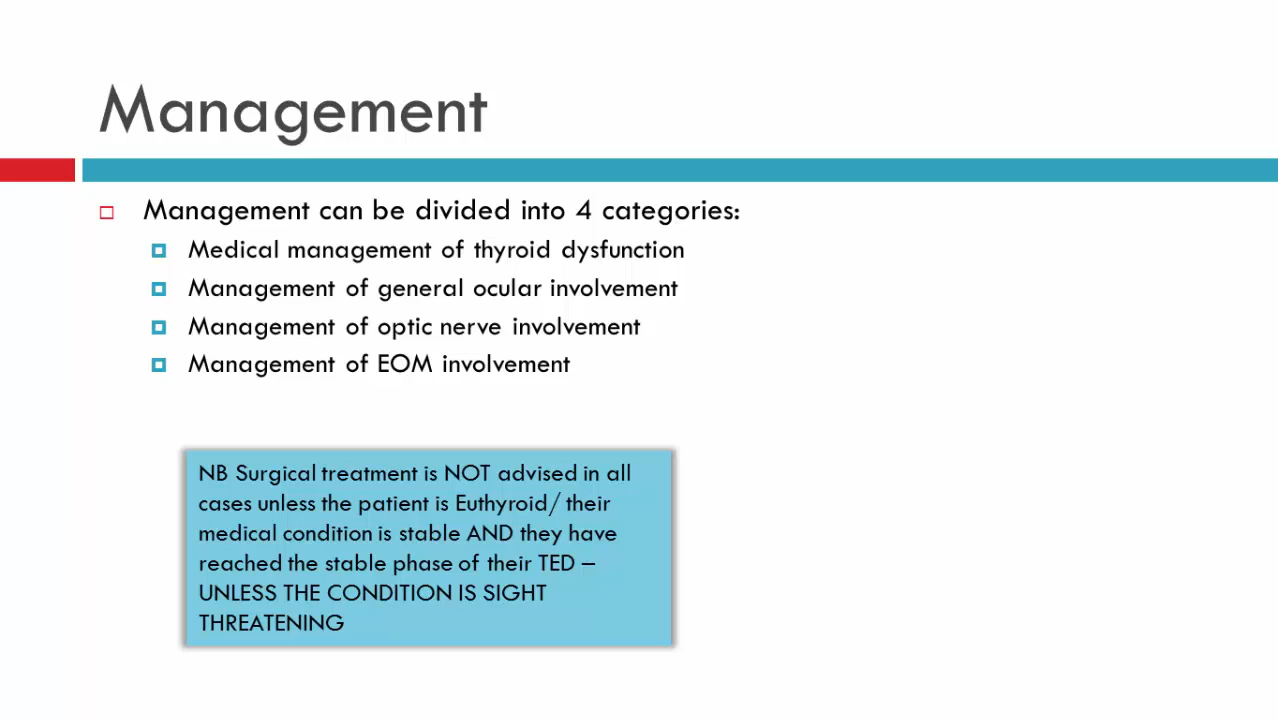 Management
Management can be divided into 4 categories:
Medical management of thyroid dysfunction
Management of general ocular involvement
Management of optic nerve involvement
Management of EOM involvement
NB Surgical treatment is NOT advised in all
cases unless the patient is Euthyroid/ their
medical condition is stable AND they have
reached the stable phase of their TED –
UNLESS THE CONDITION IS SIGHT
THREATENING